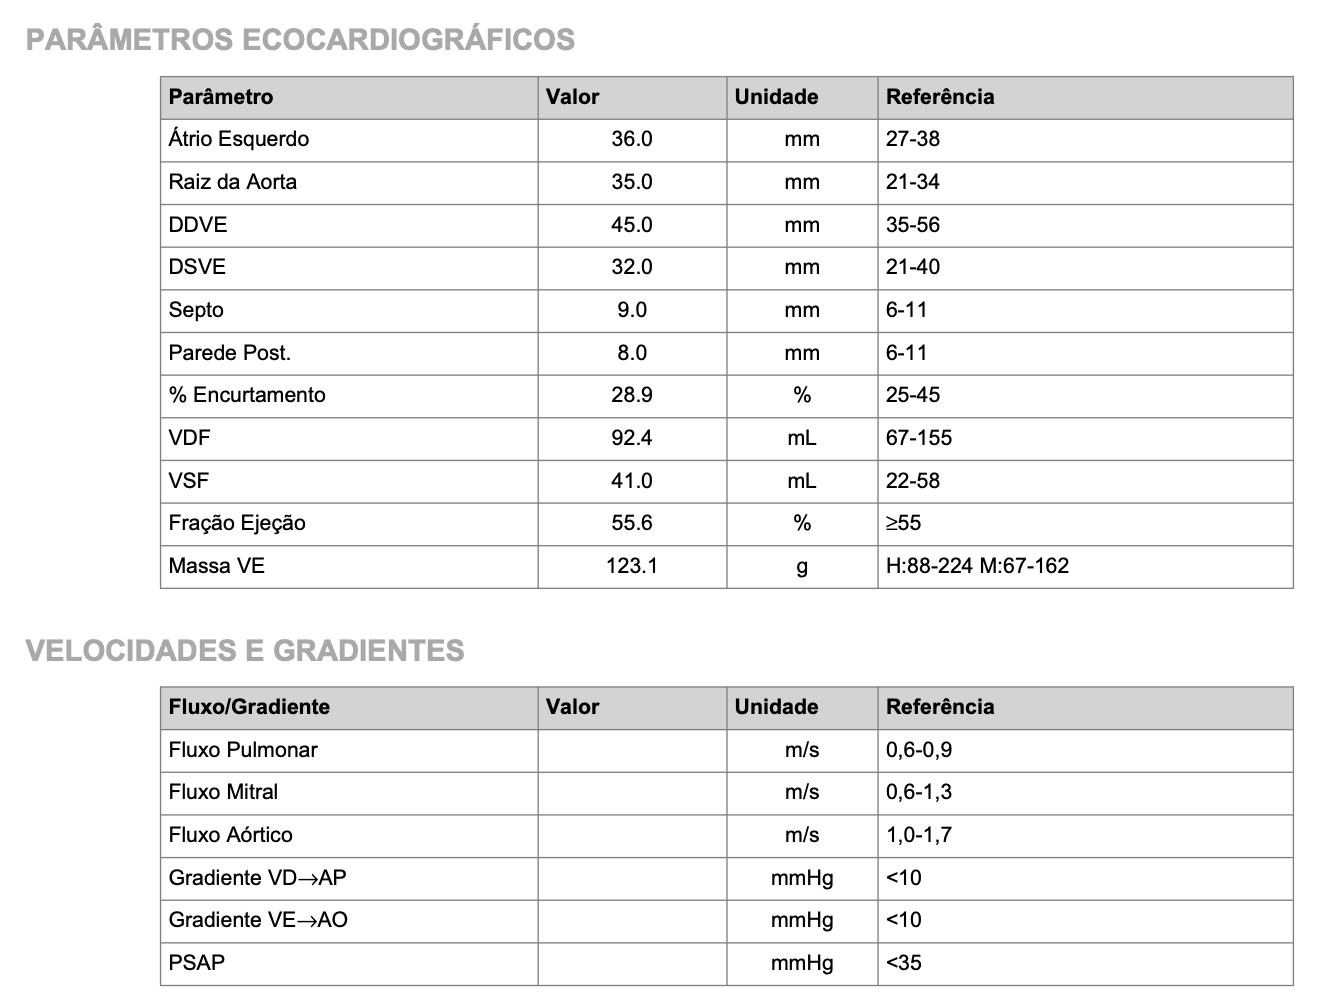 PARÂMETROS ECOCARDIOGRÁFICOS
Parâmetro Valor Unidade Referência
Átrio Esquerdo 36.0 mm 27-38
Raiz da Aorta 35.0 mm 21-34
DDVE 45.0 mm 35-56
DSVE 32.0 mm 21-40
Septo 9.0 mm 6-11
Parede Post. 8.0 mm 6-11
% Encurtamento 28.9 % 25-45
VDF 92.4 mL 67-155
VSF 41.0 mL 22-58
Fração Ejeção 55.6 % ≥55
Massa VE 123.1 g H:88-224 M:67-162
VELOCIDADES E GRADIENTES
Fluxo/Gradiente Valor Unidade Referência
Fluxo Pulmonar m/s 0,6-0,9
Fluxo Mitral m/s 0,6-1,3
Fluxo Aórtico m/s 1,0-1,7
Gradiente VD→AP mmHg <10
Gradiente VE→AO mmHg <10
PSAP mmHg <35